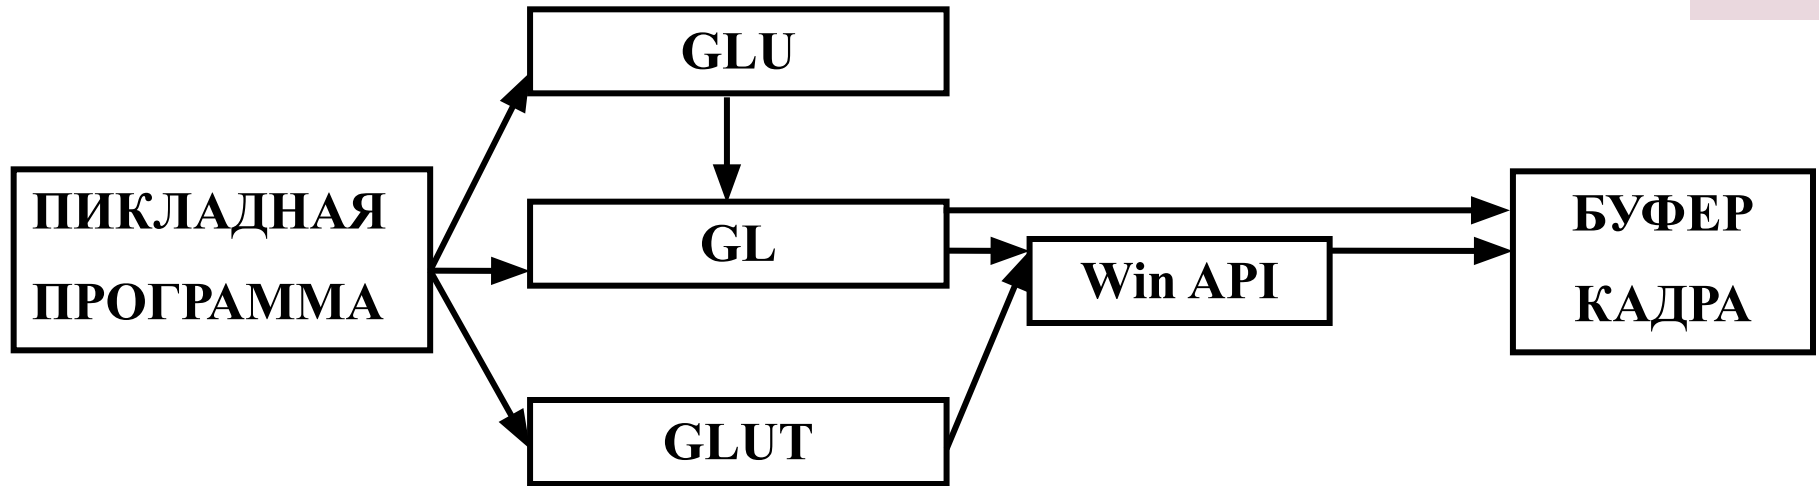 GLU
ПИКЛАДНАЯ
ПРОГРАММА
GL
Win API
БУФЕР
КАДРА
GLUT